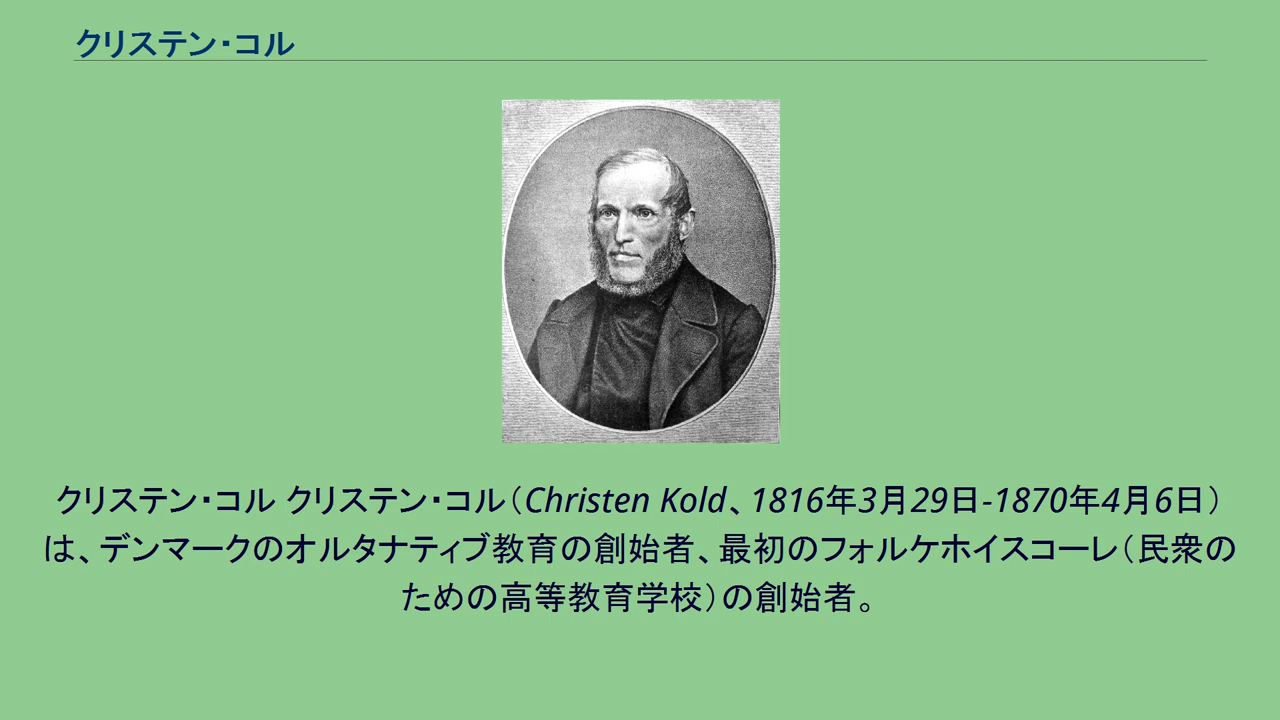 クリステン・コル
クリステン・コル クリステン・コル（Christen Kold、1816年3月29日-1870年4月6日）
は、デンマークのオルタナティブ教育の創始者、最初のフォルケホイスコーレ（民衆の
ための高等教育学校）の創始者。